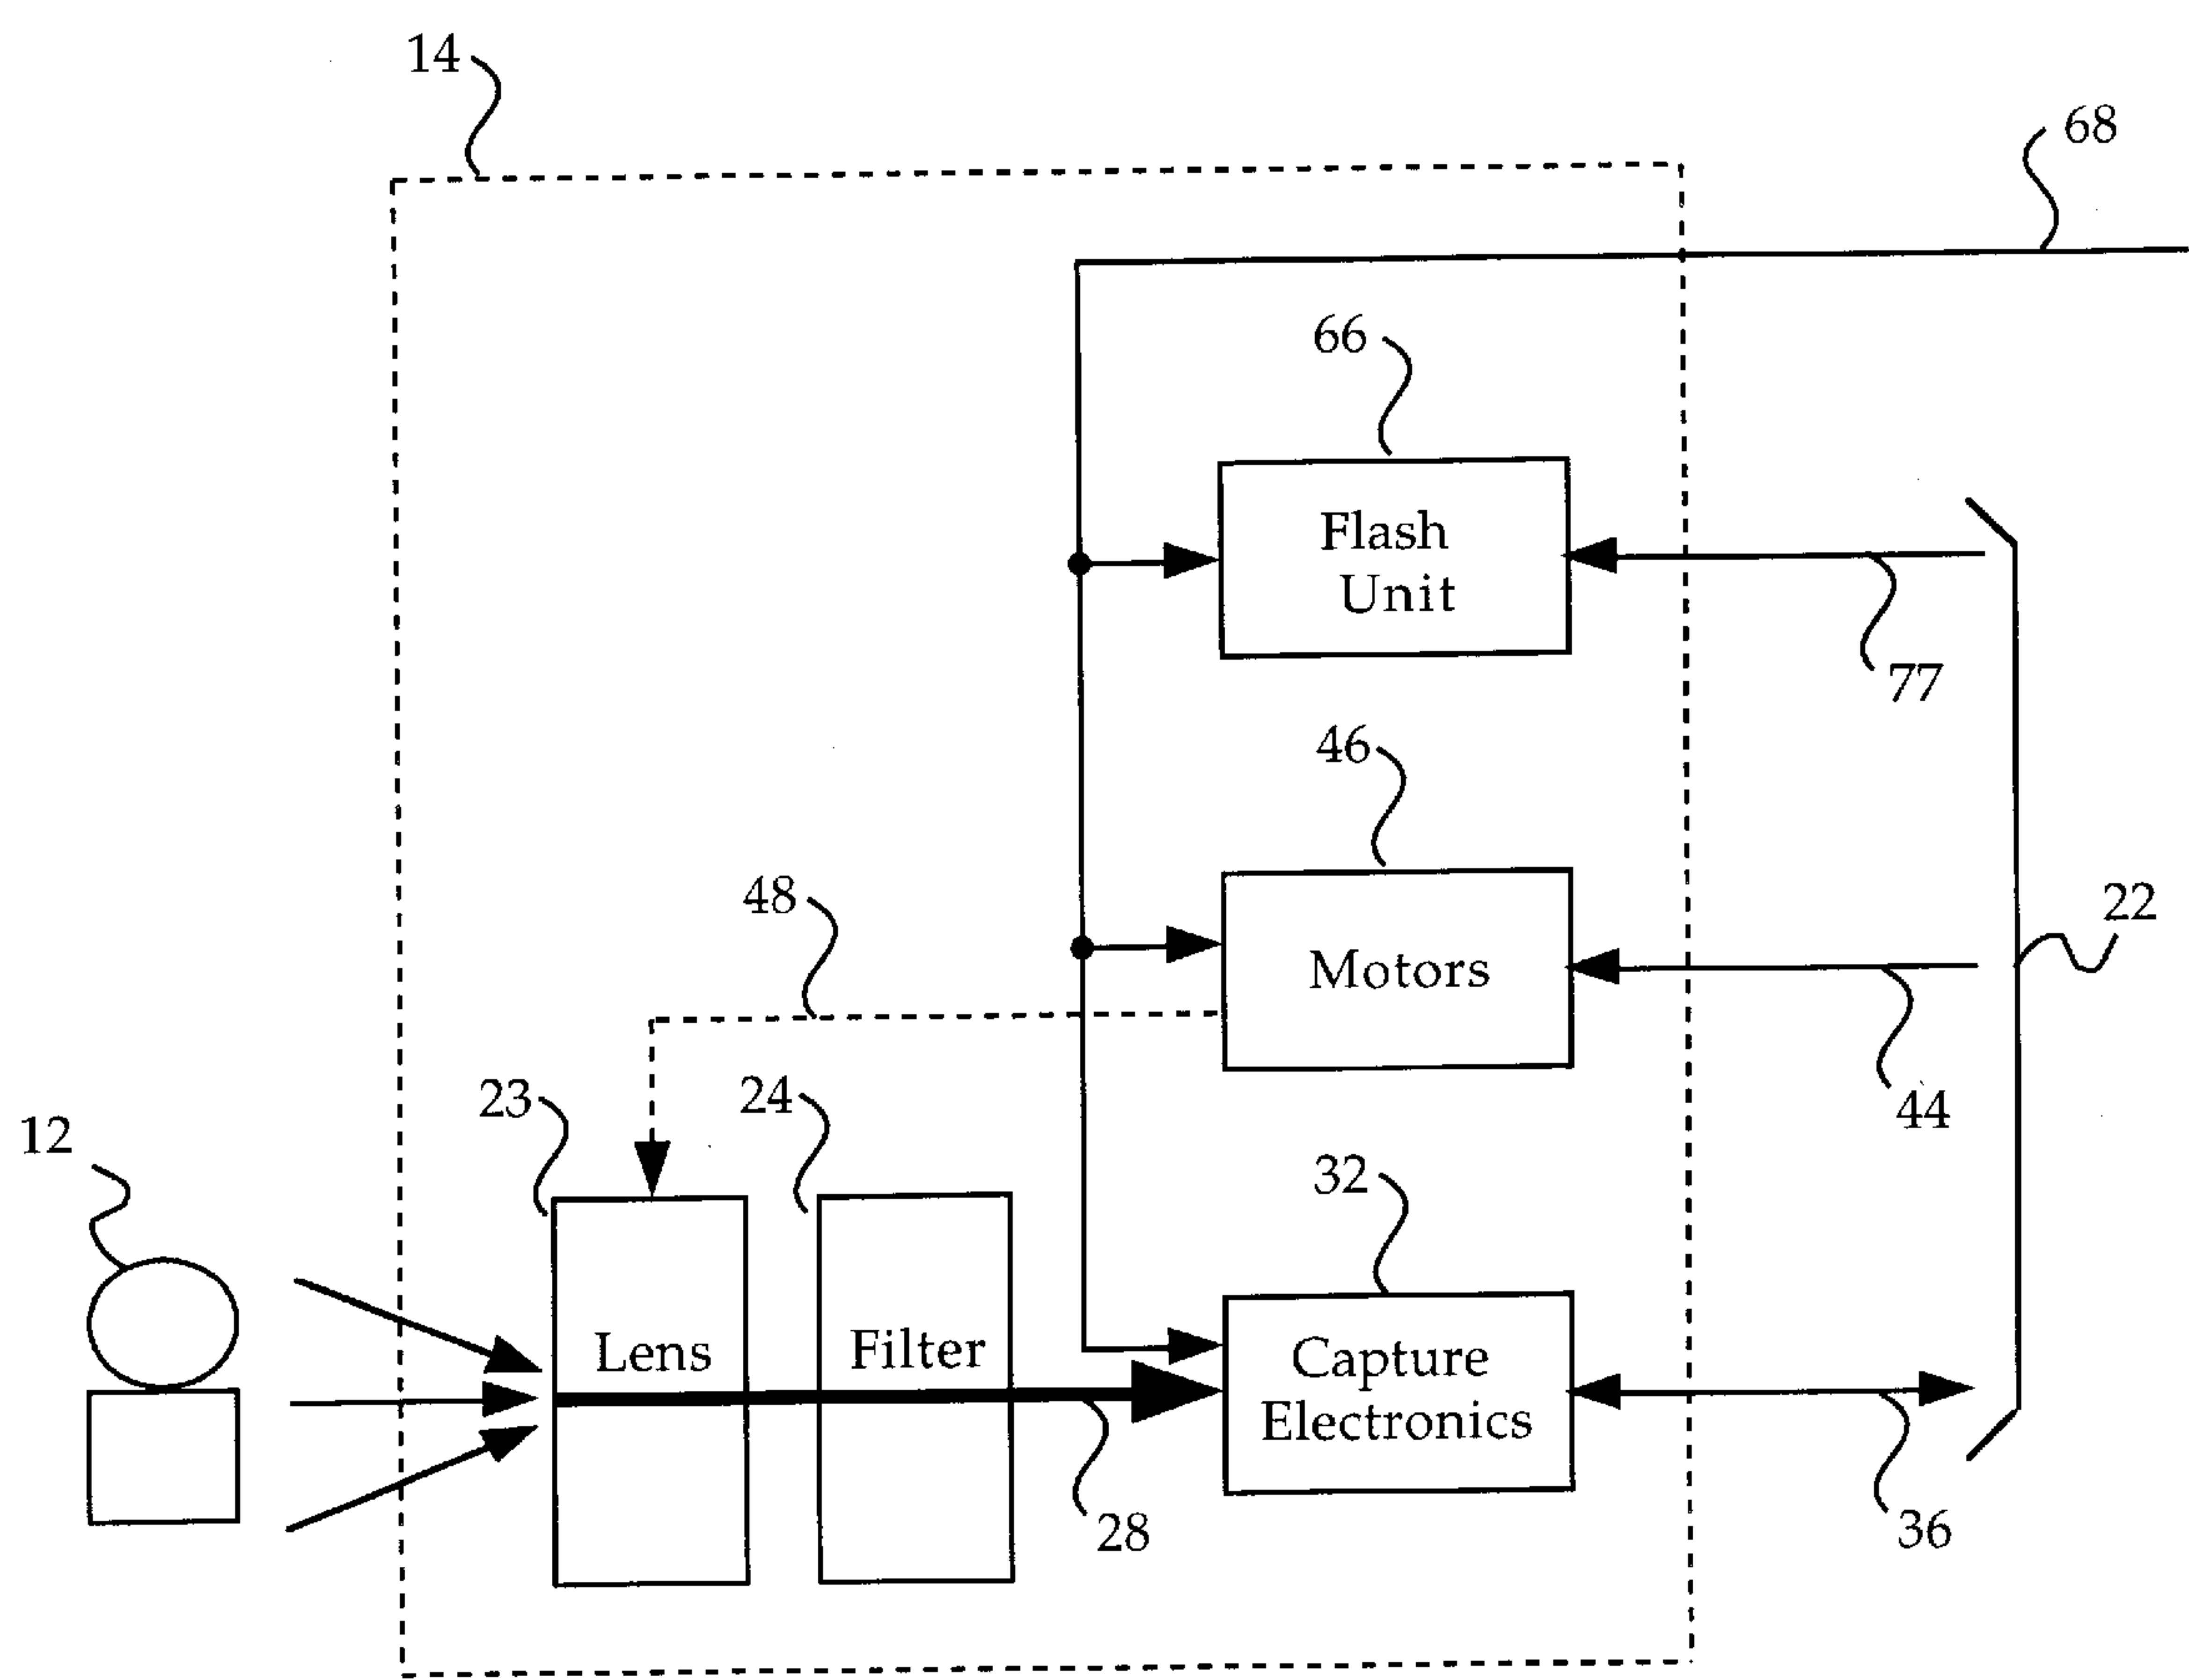 14
68
66
Flash
Unit
77
46
48
Motors
22
44
23
24
12
32
Lens
Filter
Capture
Electronics
28
36